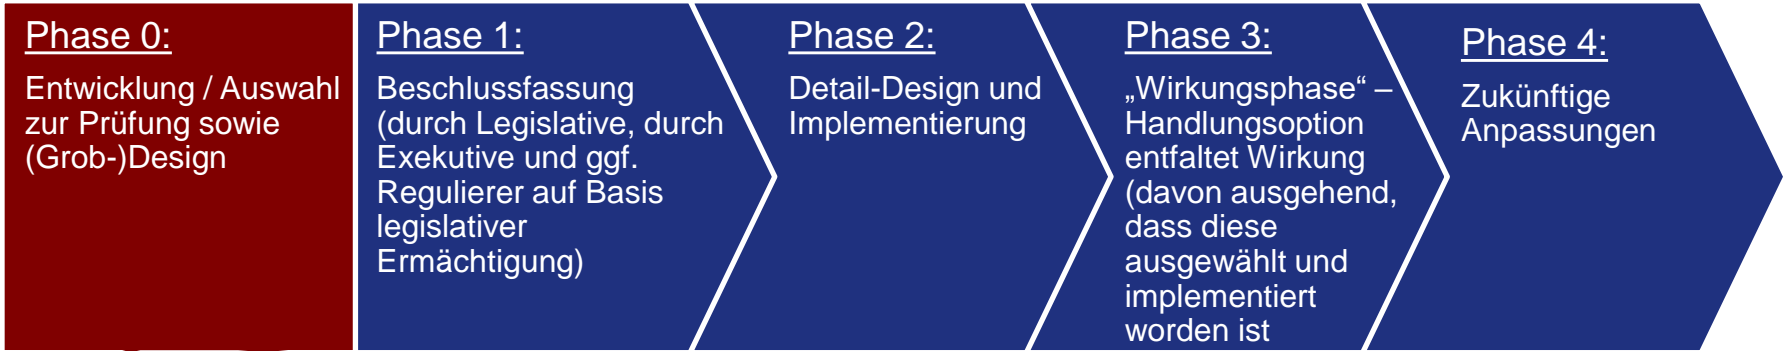 Phase 0:
Entwicklung / Auswahl
zur Prüfung sowie
(Grob-)Design
Phase 1:
Beschlussfassung
(durch Legislative, durch
Exekutive und ggf.
Regulierer auf Basis
legislativer
Ermächtigung)
Phase 2:
Detail-Design und
Implementierung
Phase 3:
„Wirkungsphase“ –
Handlungsoption
entfaltet Wirkung
(davon ausgehend,
dass diese
ausgewählt und
implementiert
worden ist
Phase 4:
Zukünftige
Anpassungen